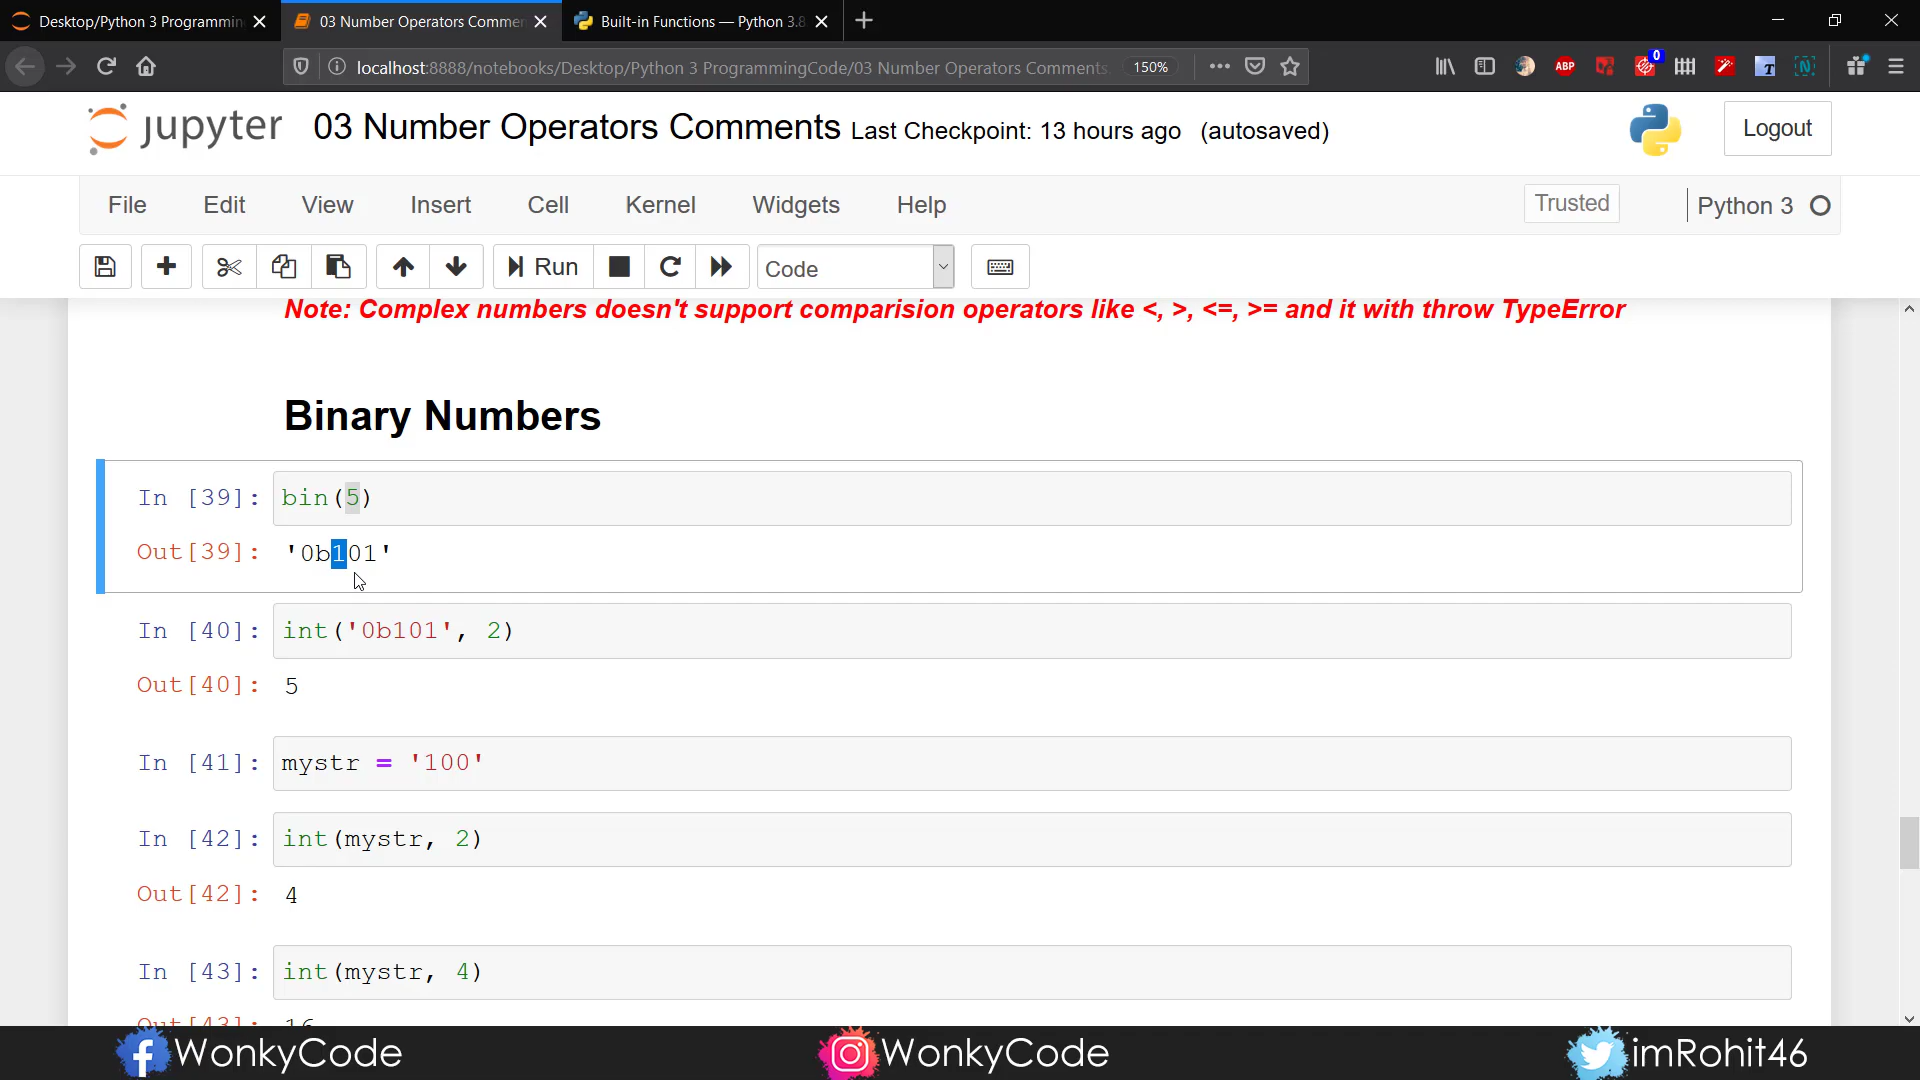 Desktop/Python 3 Programmin
03 Number Operators Commen
Built-in Functions — Python 3.8
localhost:8888/notebooks/Desktop/Python 3 ProgrammingCode/03 Number Operators Comments.
150%
ABP
0
T
N
jupyter
03 Number Operators Comments
Last Checkpoint: 13 hours ago (autosaved)
Logout
File Edit View Insert Cell Kernel Widgets Help
Trusted
Python 3
Run
Code
Note: Complex numbers doesn't support comparision operators like <, >, <=, >= and it with throw TypeError
Binary Numbers
In [39]: bin(5)
Out[39]: '0b101'
In [40]: int('0b101', 2)
Out[40]: 5
In [41]: mystr = '100'
In [42]: int(mystr, 2)
Out[42]: 4
In [43]: int(mystr, 4)
Out[43]: 16
WonkyCode
WonkyCode
imRohit46